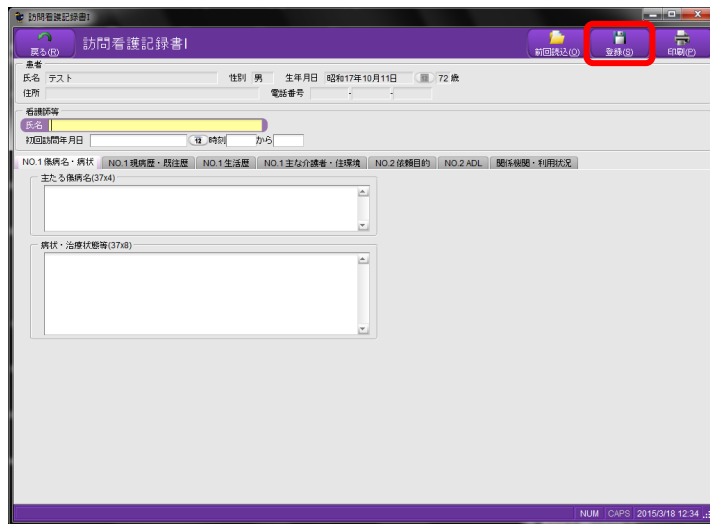 訪問看護記録書I
戻る(R) 訪問看護記録書I 前回読込(O) 登録(S) 印刷(P)
患者
氏名 テスト 性別 男 生年月日 昭和17年10月11日 72 歳
住所 電話番号 - -
看護師等
氏名
初回訪問年月日 時刻 から
NO.1 傷病名・病状 NO.1 現病歴・既往歴 NO.1 生活歴 NO.1 主な介護者・住環境 NO.2 依頼目的 NO.2 ADL 関係機関・利用状況
主たる傷病名(37x4)
病状・治療状態等(37x8)
NUM CAPS 2015/3/18 12:34